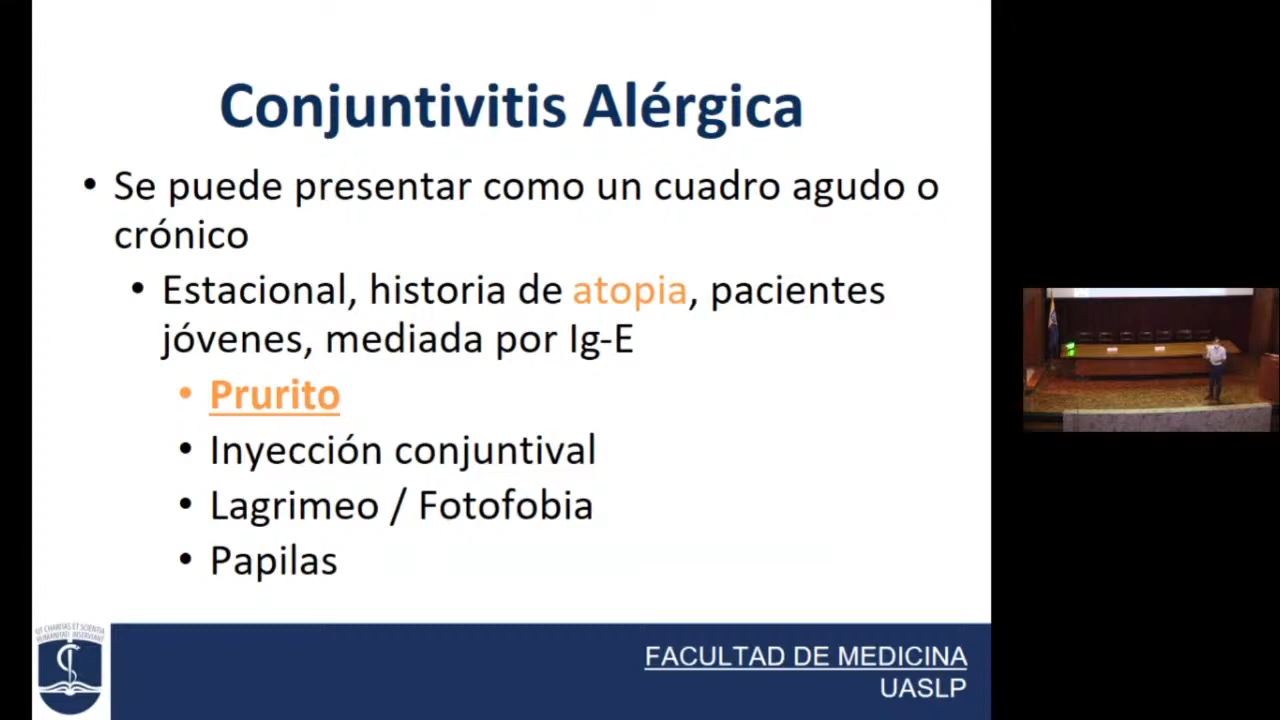 Conjuntivitis Alérgica
• Se puede presentar como un cuadro agudo o
crónico
• Estacional, historia de atopia, pacientes
jóvenes, mediada por Ig-E
• Prurito
• Inyección conjuntival
• Lagrimeo / Fotofobia
• Papilas
FACULTAD DE MEDICINA
UASLP